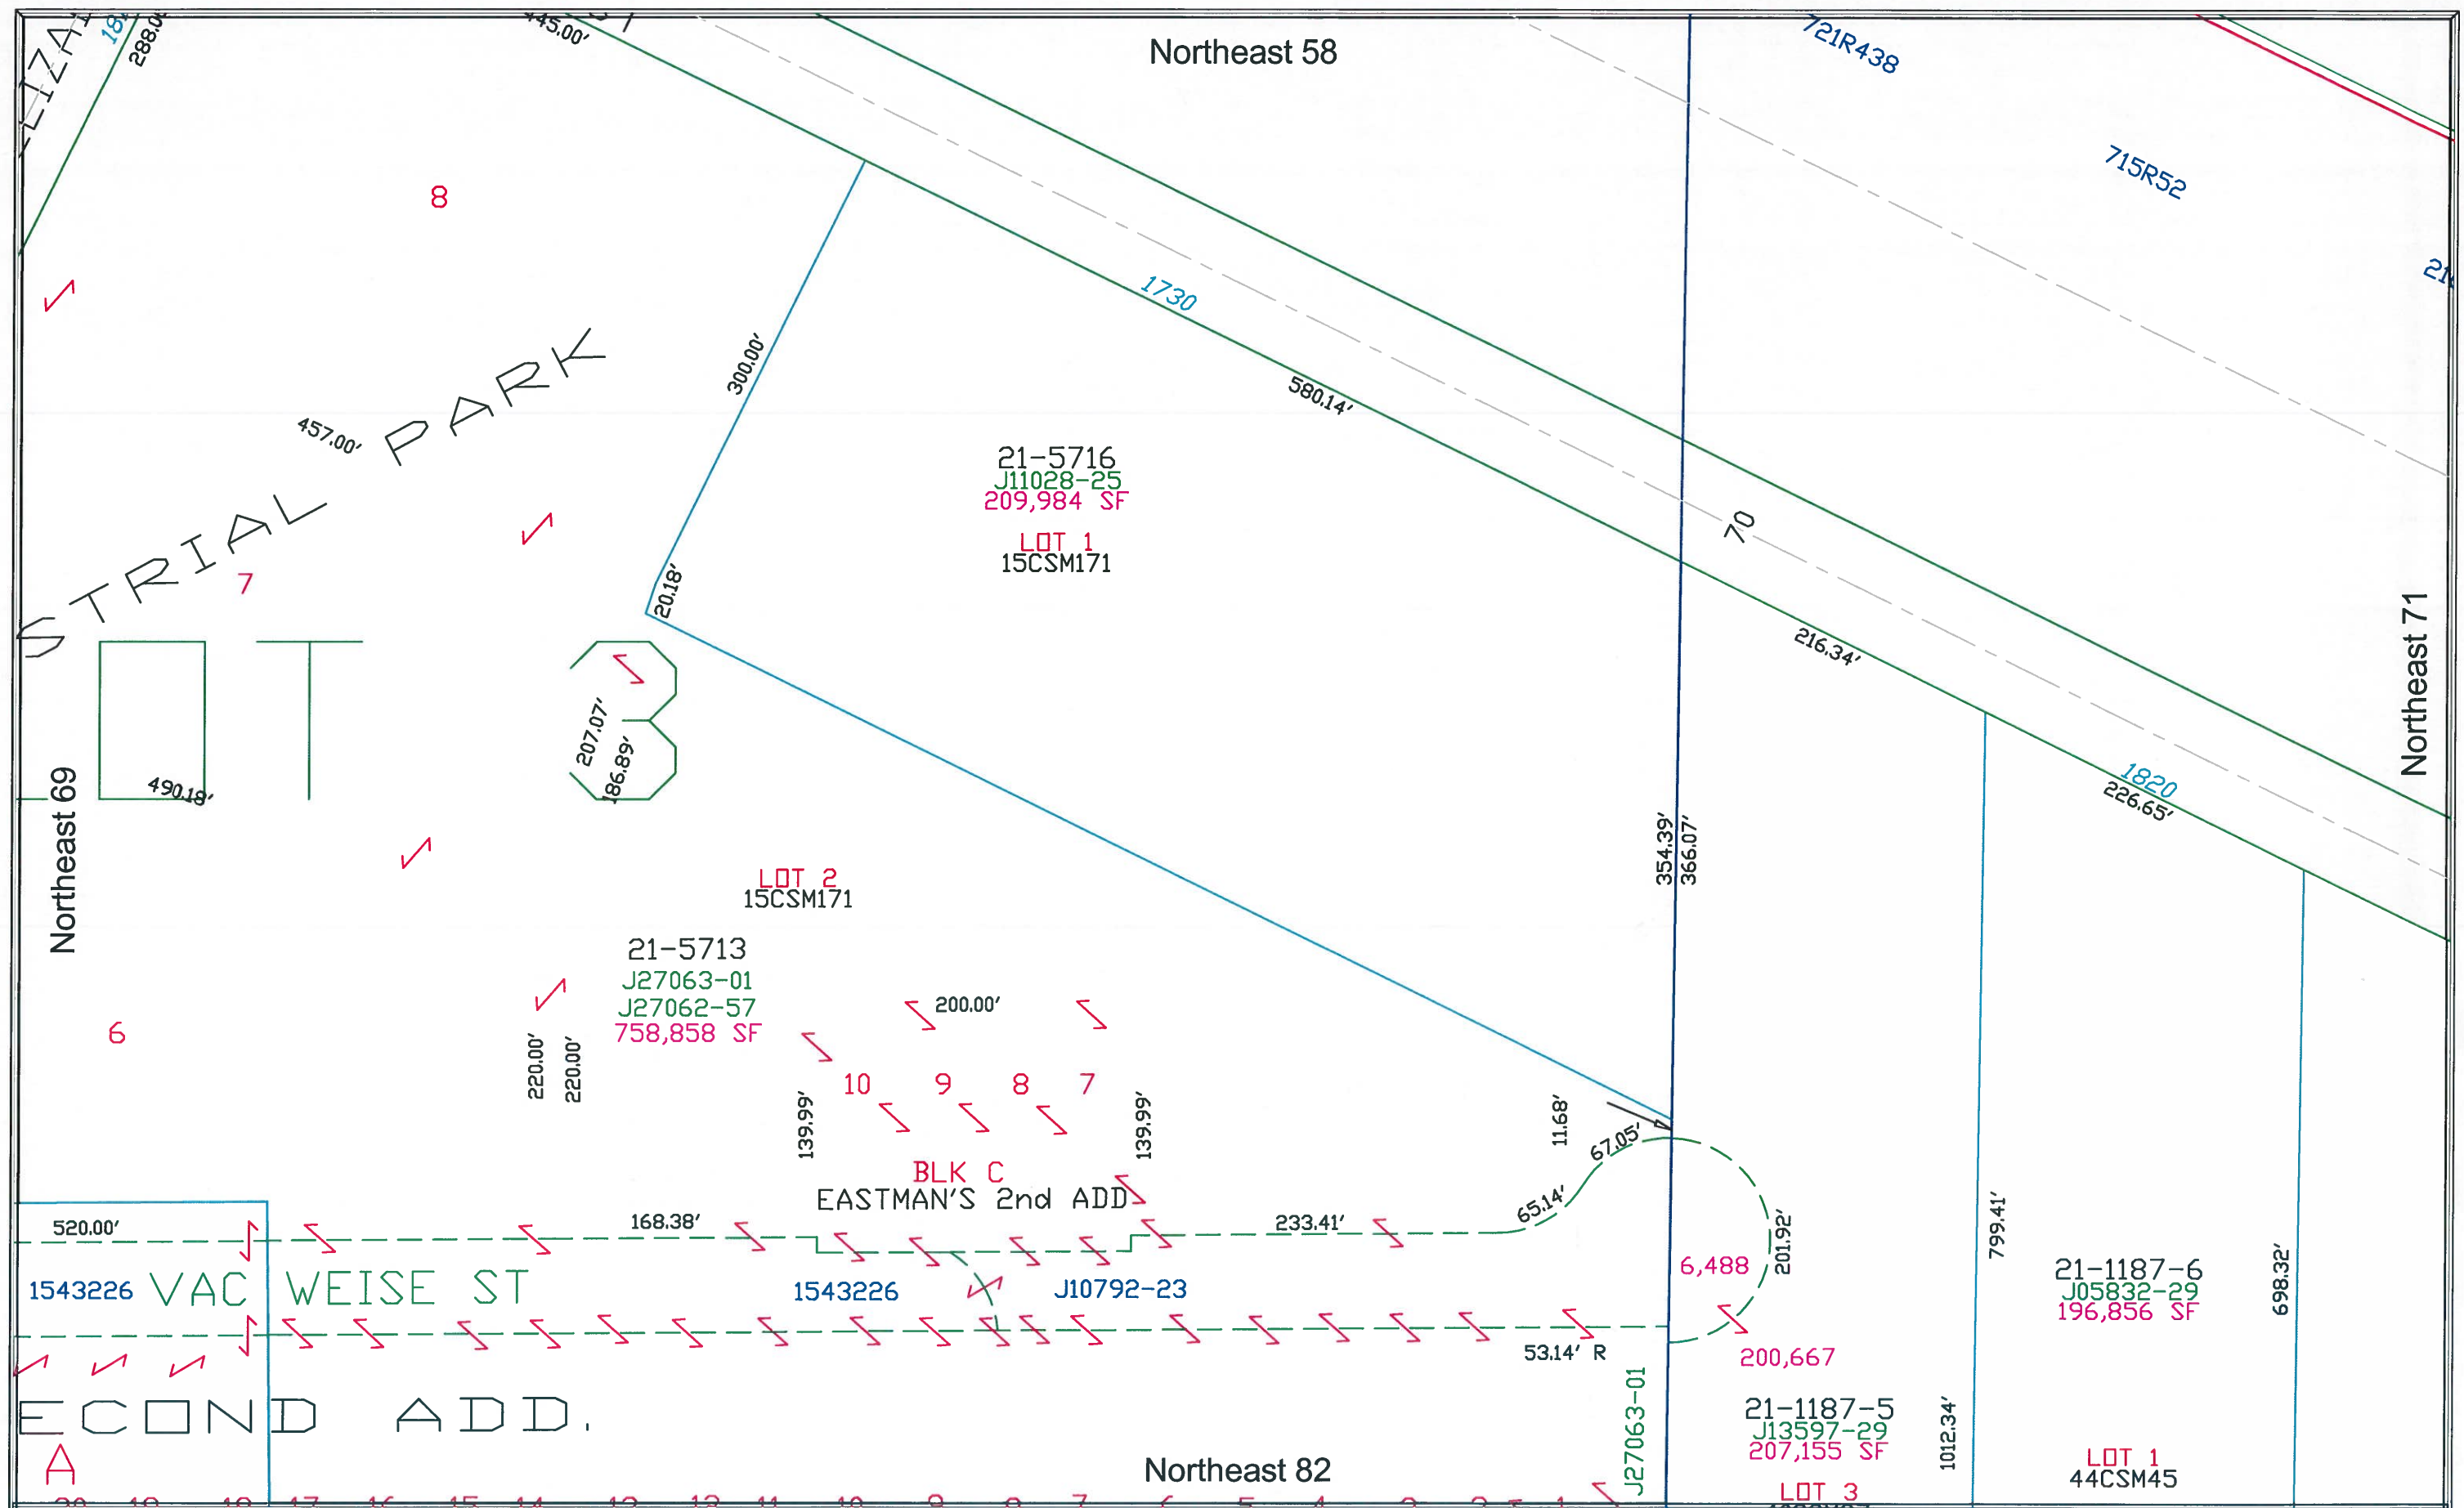 288.0
445.00'
Northeast 58
721R438
715R52
8
1730
300.00'
580.14'
457.00'
PARK
21-5716
J11028-25
209,984 SF
LOT 1
15CSM171
70
STRIAL
7
20.18'
216.34'
Northeast 71
OT 3
207.07'
186.89'
490.18'
Northeast 69
1820
226.65'
354.39'
366.07'
LOT 2
15CSM171
21-5713
J27063-01
J27062-57
758,858 SF
6
220.00'
220.00'
200.00'
10 9 8 7
139.99'
139.99'
11.68'
67.05'
BLK C
EASTMAN'S 2nd ADD
65.14'
520.00'
168.38'
233.41'
201.92'
799.41'
698.32'
6,488
1543226
VAC WEISE ST
1543226
J10792-23
21-1187-6
J05832-29
196,856 SF
53.14' R
200,667
J27063-01
21-1187-5
J13597-29
207,155 SF
LOT 3
1012.34'
LOT 1
44CSM45
ECOND ADD.
A
Northeast 82